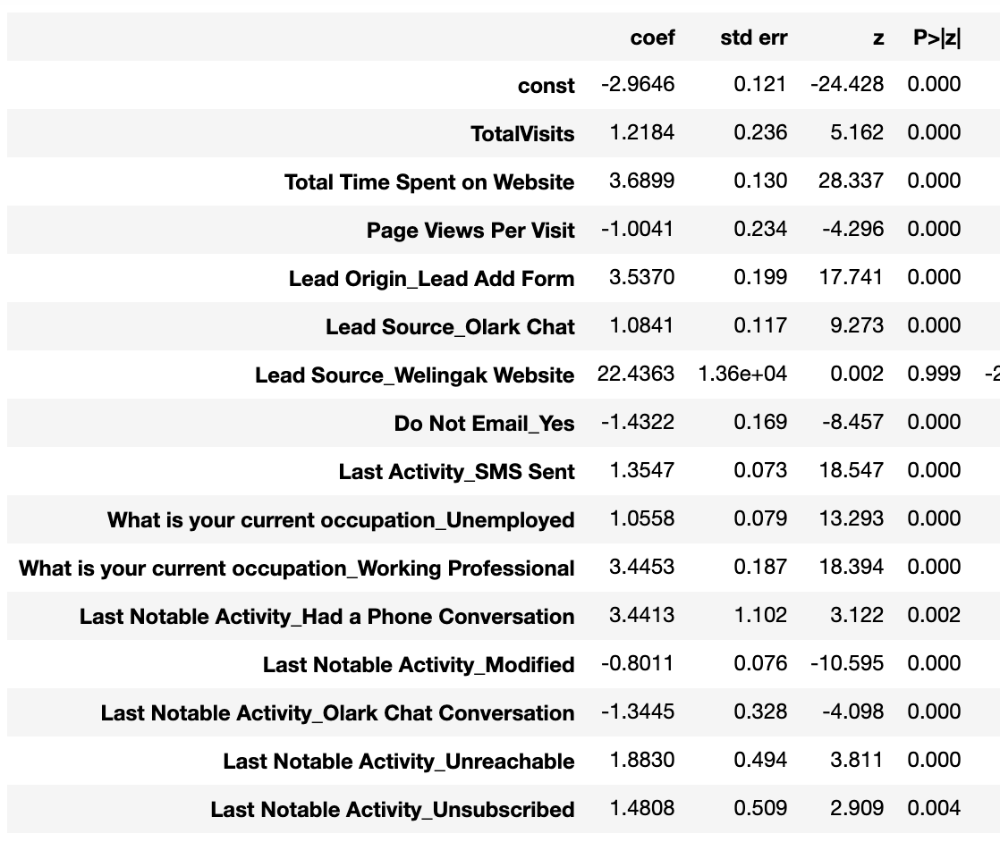 coef std err z P>|z|
const -2.9646 0.121 -24.428 0.000
TotalVisits 1.2184 0.236 5.162 0.000
Total Time Spent on Website 3.6899 0.130 28.337 0.000
Page Views Per Visit -1.0041 0.234 -4.296 0.000
Lead Origin_Lead Add Form 3.5370 0.199 17.741 0.000
Lead Source_Olark Chat 1.0841 0.117 9.273 0.000
Lead Source_Welingak Website 22.4363 1.36e+04 0.002 0.999 -2
Do Not Email_Yes -1.4322 0.169 -8.457 0.000
Last Activity_SMS Sent 1.3547 0.073 18.547 0.000
What is your current occupation_Unemployed 1.0558 0.079 13.293 0.000
What is your current occupation_Working Professional 3.4453 0.187 18.394 0.000
Last Notable Activity_Had a Phone Conversation 3.4413 1.102 3.122 0.002
Last Notable Activity_Modified -0.8011 0.076 -10.595 0.000
Last Notable Activity_Olark Chat Conversation -1.3445 0.328 -4.098 0.000
Last Notable Activity_Unreachable 1.8830 0.494 3.811 0.000
Last Notable Activity_Unsubscribed 1.4808 0.509 2.909 0.004